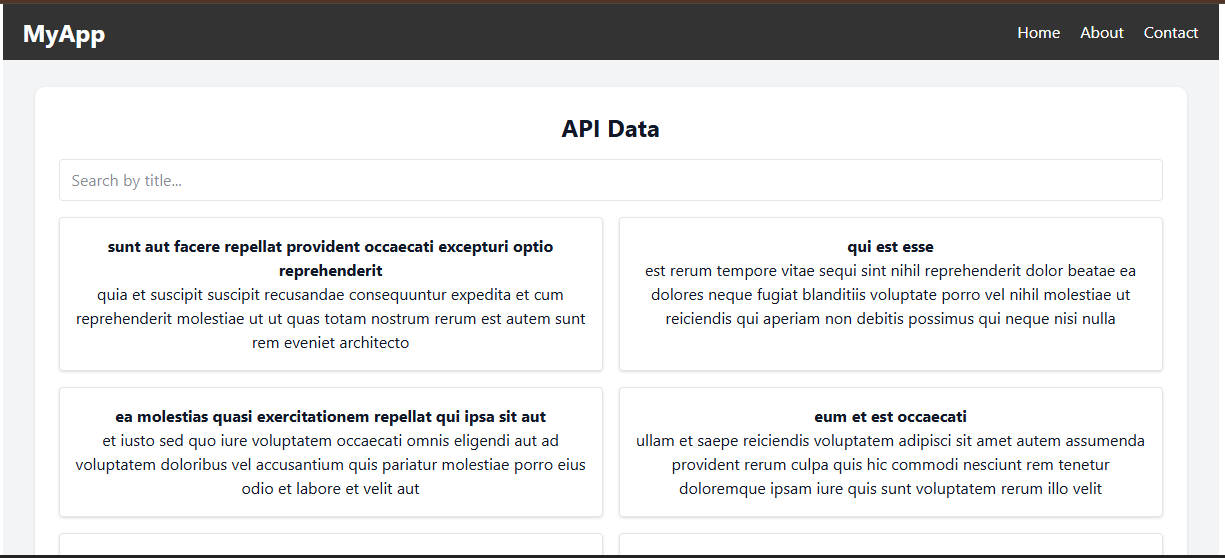 MyApp
Home About Contact
API Data
Search by title...
sunt aut facere repellat provident occaecati excepturi optio
reprehenderit
quia et suscipit suscipit recusandae consequuntur expedita et cum
reprehenderit molestiae ut ut quas totam nostrum rerum est autem sunt
rem eveniet architecto
qui est esse
est rerum tempore vitae sequi sint nihil reprehenderit dolor beatae ea
dolores neque fugiat blanditiis voluptate porro vel nihil molestiae ut
reiciendis qui aperiam non debitis possimus qui neque nisi nulla
ea molestias quasi exercitationem repellat qui ipsa sit aut
et iusto sed quo iure voluptatem occaecati omnis eligendi aut ad
voluptatem doloribus vel accusantium quis pariatur molestiae porro eius
odio et labore et velit aut
eum et est occaecati
ullam et saepe reiciendis voluptatem adipisci sit amet autem assumenda
provident rerum culpa quis hic commodi nesciunt rem tenetur
doloremque ipsam iure quis sunt voluptatem rerum illo velit